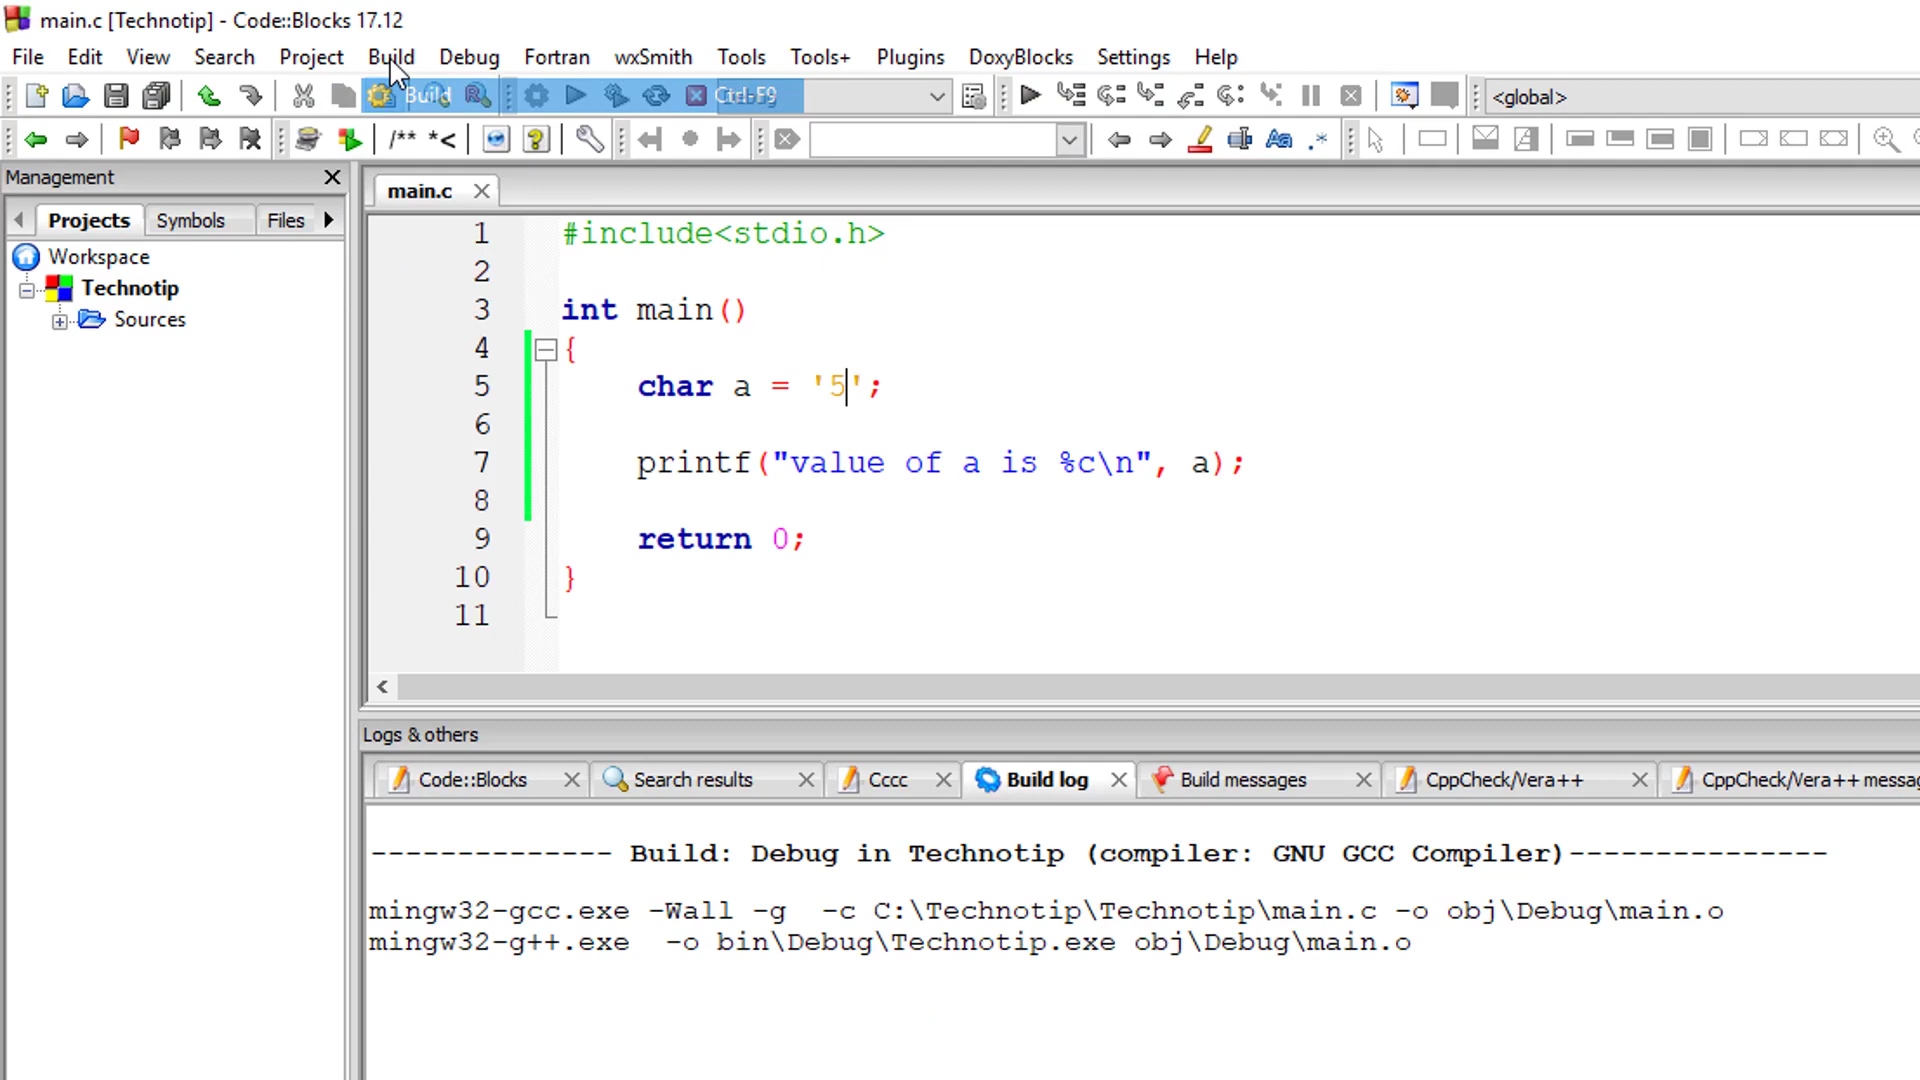 main.c [Technotip] - Code::Blocks 17.12
File Edit View Search Project Build Debug Fortran wxSmith Tools Tools+ Plugins DoxyBlocks Settings Help
Build <global>
/** *< Aa .*
Management
main.c
Projects Symbols Files
Workspace
Technotip
Sources
1 #include<stdio.h>
2
3 int main()
4 {
5 char a = '5';
6
7 printf("value of a is %c\n", a);
8
9 return 0;
10 }
11
Logs & others
Code::Blocks Search results Cccc Build log Build messages CppCheck/Vera++ CppCheck/Vera++
-------------- Build: Debug in Technotip (compiler: GNU GCC Compiler)---------------
mingw32-gcc.exe -Wall -g  -c C:\Technotip\Technotip\main.c -o obj\Debug\main.o
mingw32-g++.exe  -o bin\Debug\Technotip.exe obj\Debug\main.o